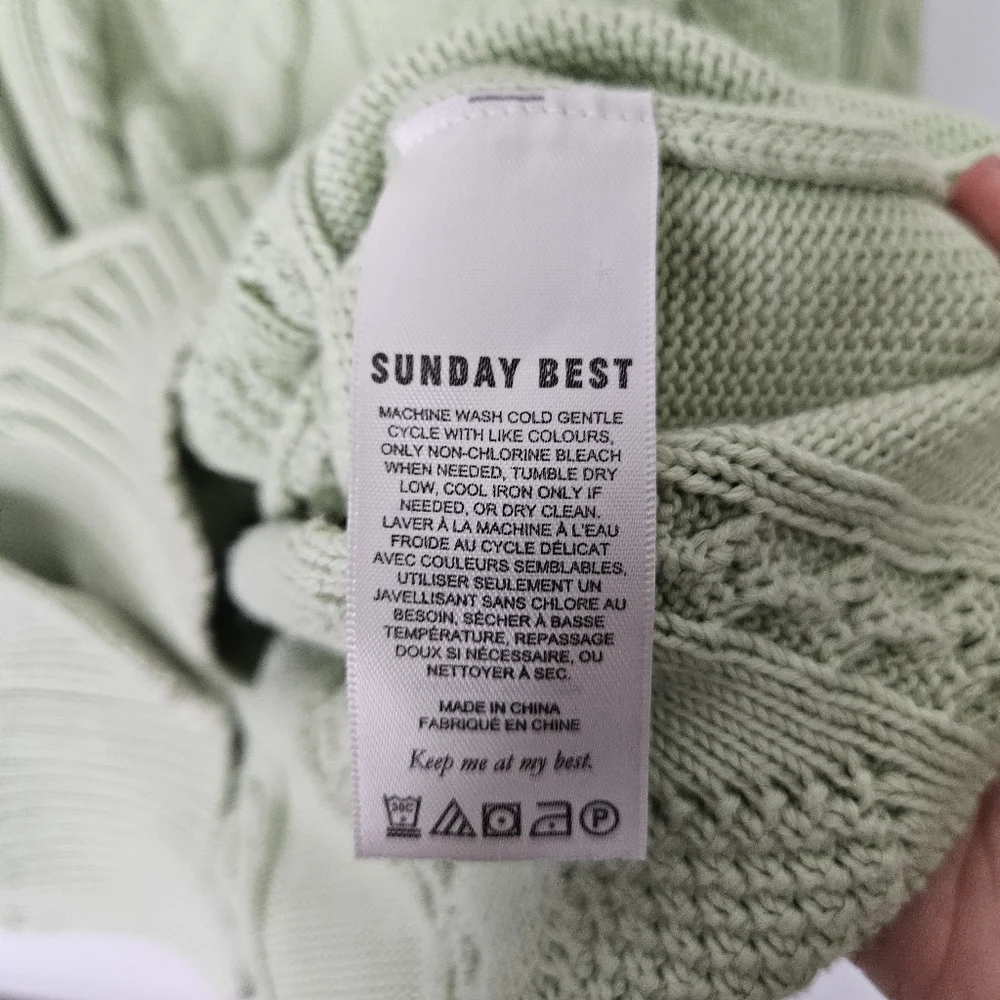 SUNDAY BEST
MACHINE WASH COLD GENTLE
CYCLE WITH LIKE COLOURS,
ONLY NON-CHLORINE BLEACH
WHEN NEEDED, TUMBLE DRY
LOW, COOL IRON ONLY IF
NEEDED, OR DRY CLEAN.
LAVER À LA MACHINE À L'EAU
FROIDE AU CYCLE DÉLICAT
AVEC COULEURS SEMBLABLES,
UTILISER SEULEMENT UN
JAVELLISANT SANS CHLORE AU
BESOIN, SÉCHER À BASSE
TEMPÉRATURE, REPASSAGE
DOUX SI NÉCESSAIRE, OU
NETTOYER À SEC.
MADE IN CHINA
FABRIQUÉ EN CHINE
Keep me at my best.
30C P